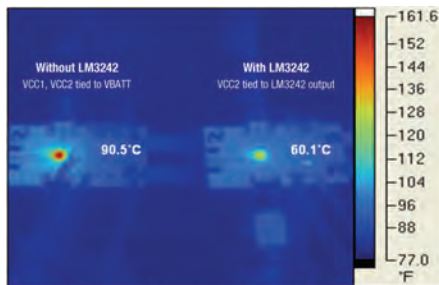 Without LM3242
VCC1, VCC2 tied to VBATT
With LM3242
VCC2 tied to LM3242 output
90.5°C
60.1°C
161.6
152
144
136
128
120
112
104
96
88
77.0
°F